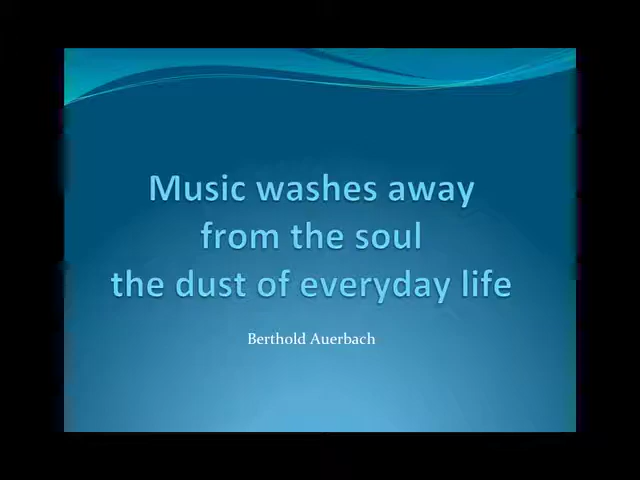 Music washes away
from the soul
the dust of everyday life
Berthold Auerbach